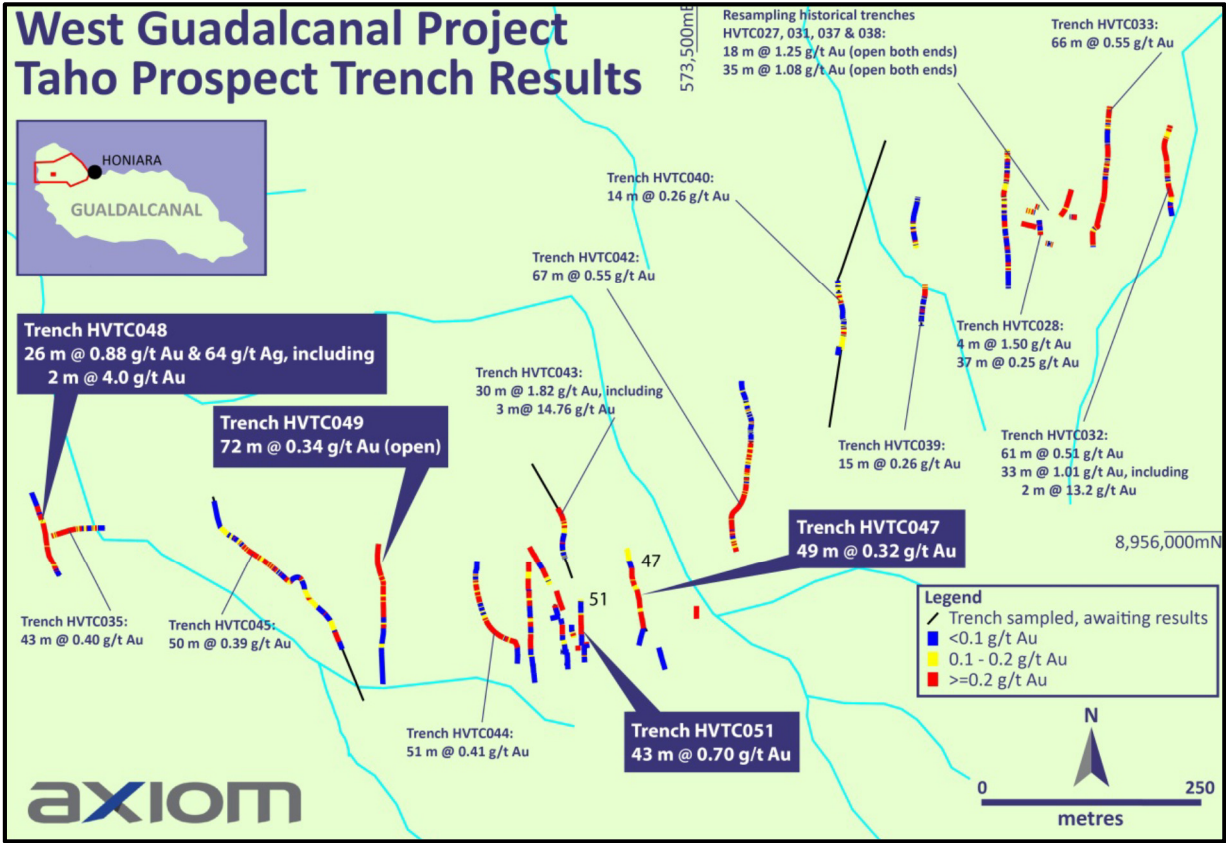 West Guadalcanal Project
Taho Prospect Trench Results
HONIARA
GUALDALCANAL
573,500mE
Resampling historical trenches
HVTC027, 031, 037 & 038:
18 m @ 1.25 g/t Au (open both ends)
35 m @ 1.08 g/t Au (open both ends)
Trench HVTC033:
66 m @ 0.55 g/t Au
Trench HVTC040:
14 m @ 0.26 g/t Au
Trench HVTC042:
67 m @ 0.55 g/t Au
Trench HVTC048
26 m @ 0.88 g/t Au & 64 g/t Ag, including
2 m @ 4.0 g/t Au
Trench HVTC028:
4 m @ 1.50 g/t Au
37 m @ 0.25 g/t Au
Trench HVTC043:
30 m @ 1.82 g/t Au, including
3 m@ 14.76 g/t Au
Trench HVTC049
72 m @ 0.34 g/t Au (open)
Trench HVTC039:
15 m @ 0.26 g/t Au
Trench HVTC032:
61 m @ 0.51 g/t Au
33 m @ 1.01 g/t Au, including
2 m @ 13.2 g/t Au
Trench HVTC047
49 m @ 0.32 g/t Au
8,956,000mN
47
51
Trench HVTC035:
43 m @ 0.40 g/t Au
Trench HVTC045:
50 m @ 0.39 g/t Au
Legend
Trench sampled, awaiting results
<0.1 g/t Au
0.1 - 0.2 g/t Au
>=0.2 g/t Au
Trench HVTC044:
51 m @ 0.41 g/t Au
Trench HVTC051
43 m @ 0.70 g/t Au
N
0 250
metres
axiom